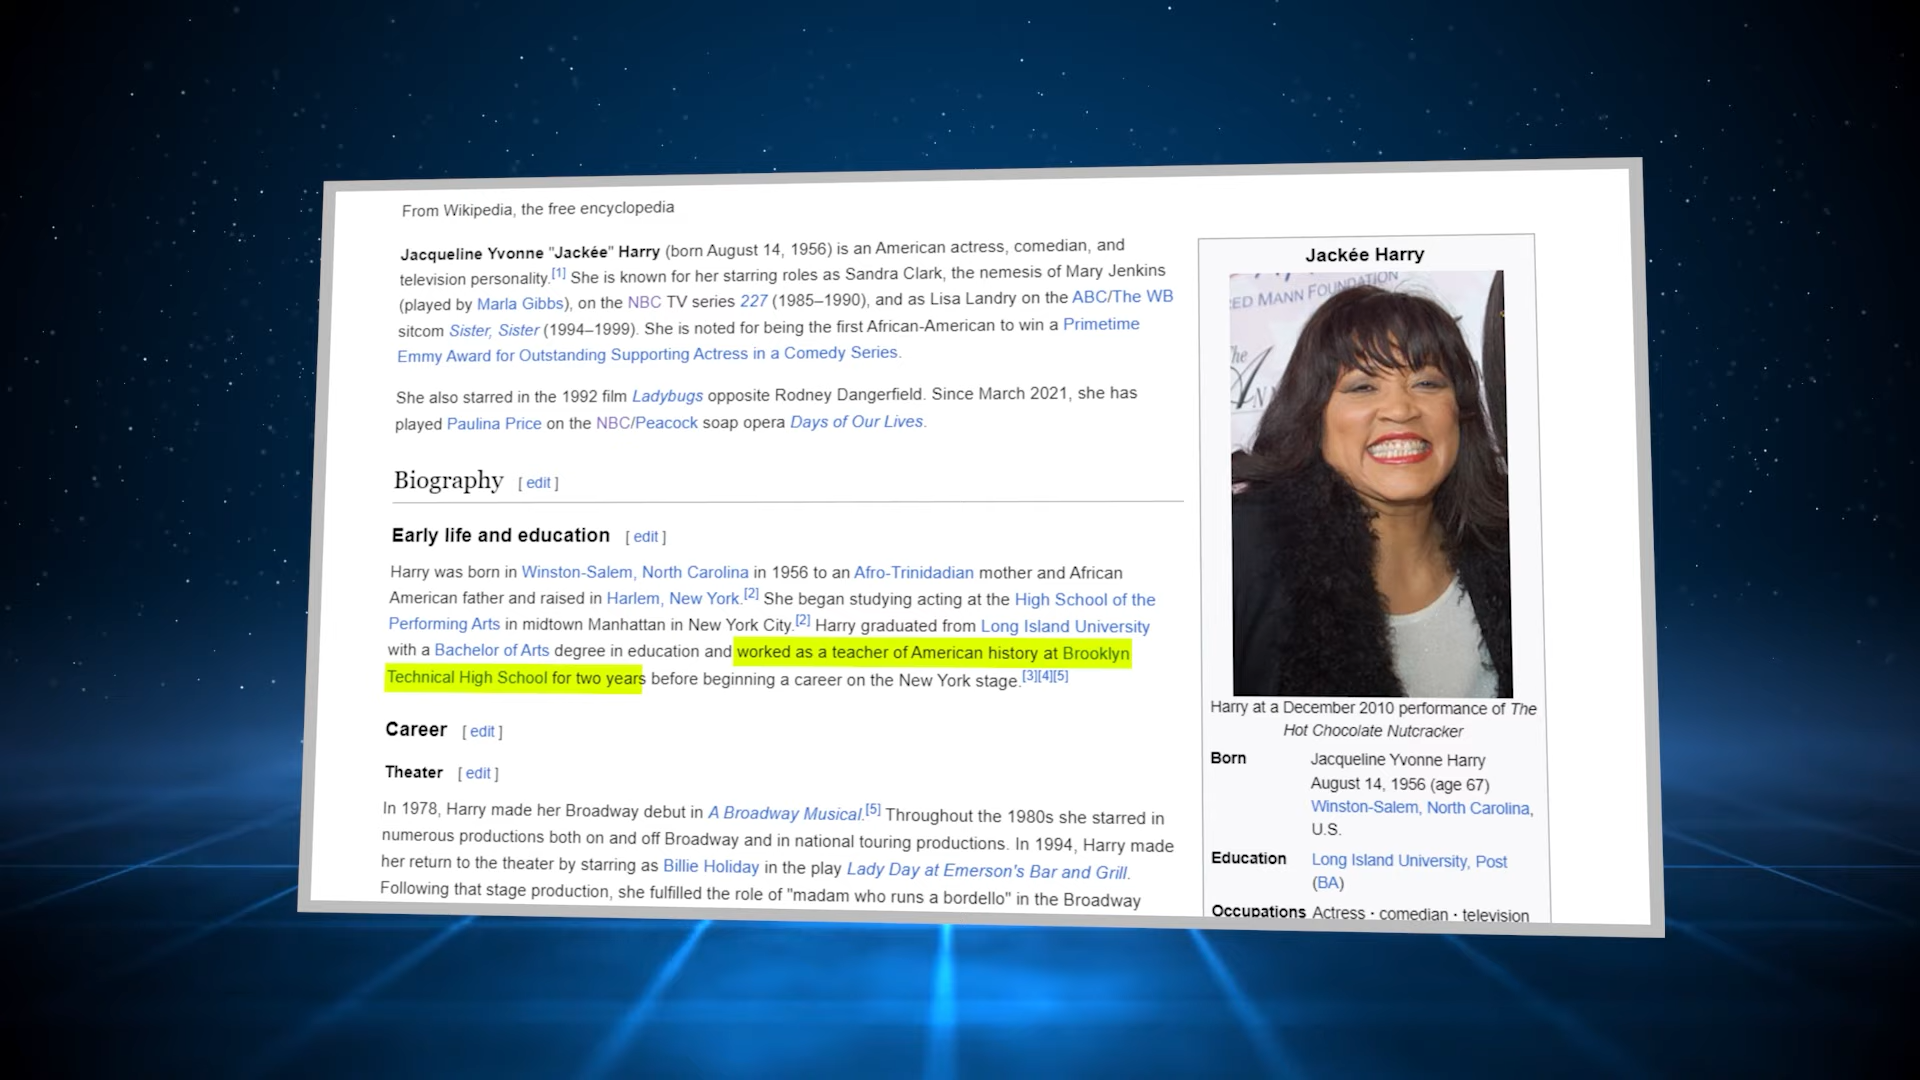 From Wikipedia, the free encyclopedia
Jacqueline Yvonne "Jackée" Harry (born August 14, 1956) is an American actress, comedian, and
television personality.[1] She is known for her starring roles as Sandra Clark, the nemesis of Mary Jenkins
(played by Marla Gibbs), on the NBC TV series 227 (1985–1990), and as Lisa Landry on the ABC/The WB
sitcom Sister, Sister (1994–1999). She is noted for being the first African-American to win a Primetime
Emmy Award for Outstanding Supporting Actress in a Comedy Series.
She also starred in the 1992 film Ladybugs opposite Rodney Dangerfield. Since March 2021, she has
played Paulina Price on the NBC/Peacock soap opera Days of Our Lives.
Biography [ edit ]
Early life and education [ edit ]
Harry was born in Winston-Salem, North Carolina in 1956 to an Afro-Trinidadian mother and African
American father and raised in Harlem, New York.[2] She began studying acting at the High School of the
Performing Arts in midtown Manhattan in New York City.[2] Harry graduated from Long Island University
with a Bachelor of Arts degree in education and worked as a teacher of American history at Brooklyn
Technical High School for two years before beginning a career on the New York stage.[3][4][5]
Career [ edit ]
Theater [ edit ]
In 1978, Harry made her Broadway debut in A Broadway Musical.[5] Throughout the 1980s she starred in
numerous productions both on and off Broadway and in national touring productions. In 1994, Harry made
her return to the theater by starring as Billie Holiday in the play Lady Day at Emerson's Bar and Grill.
Following that stage production, she fulfilled the role of "madam who runs a bordello" in the Broadway
Jackée Harry
RED MANN FOUNDATION
The
Harry at a December 2010 performance of The
Hot Chocolate Nutcracker
Born Jacqueline Yvonne Harry
August 14, 1956 (age 67)
Winston-Salem, North Carolina,
U.S.
Education Long Island University, Post
(BA)
Occupations Actress · comedian · television